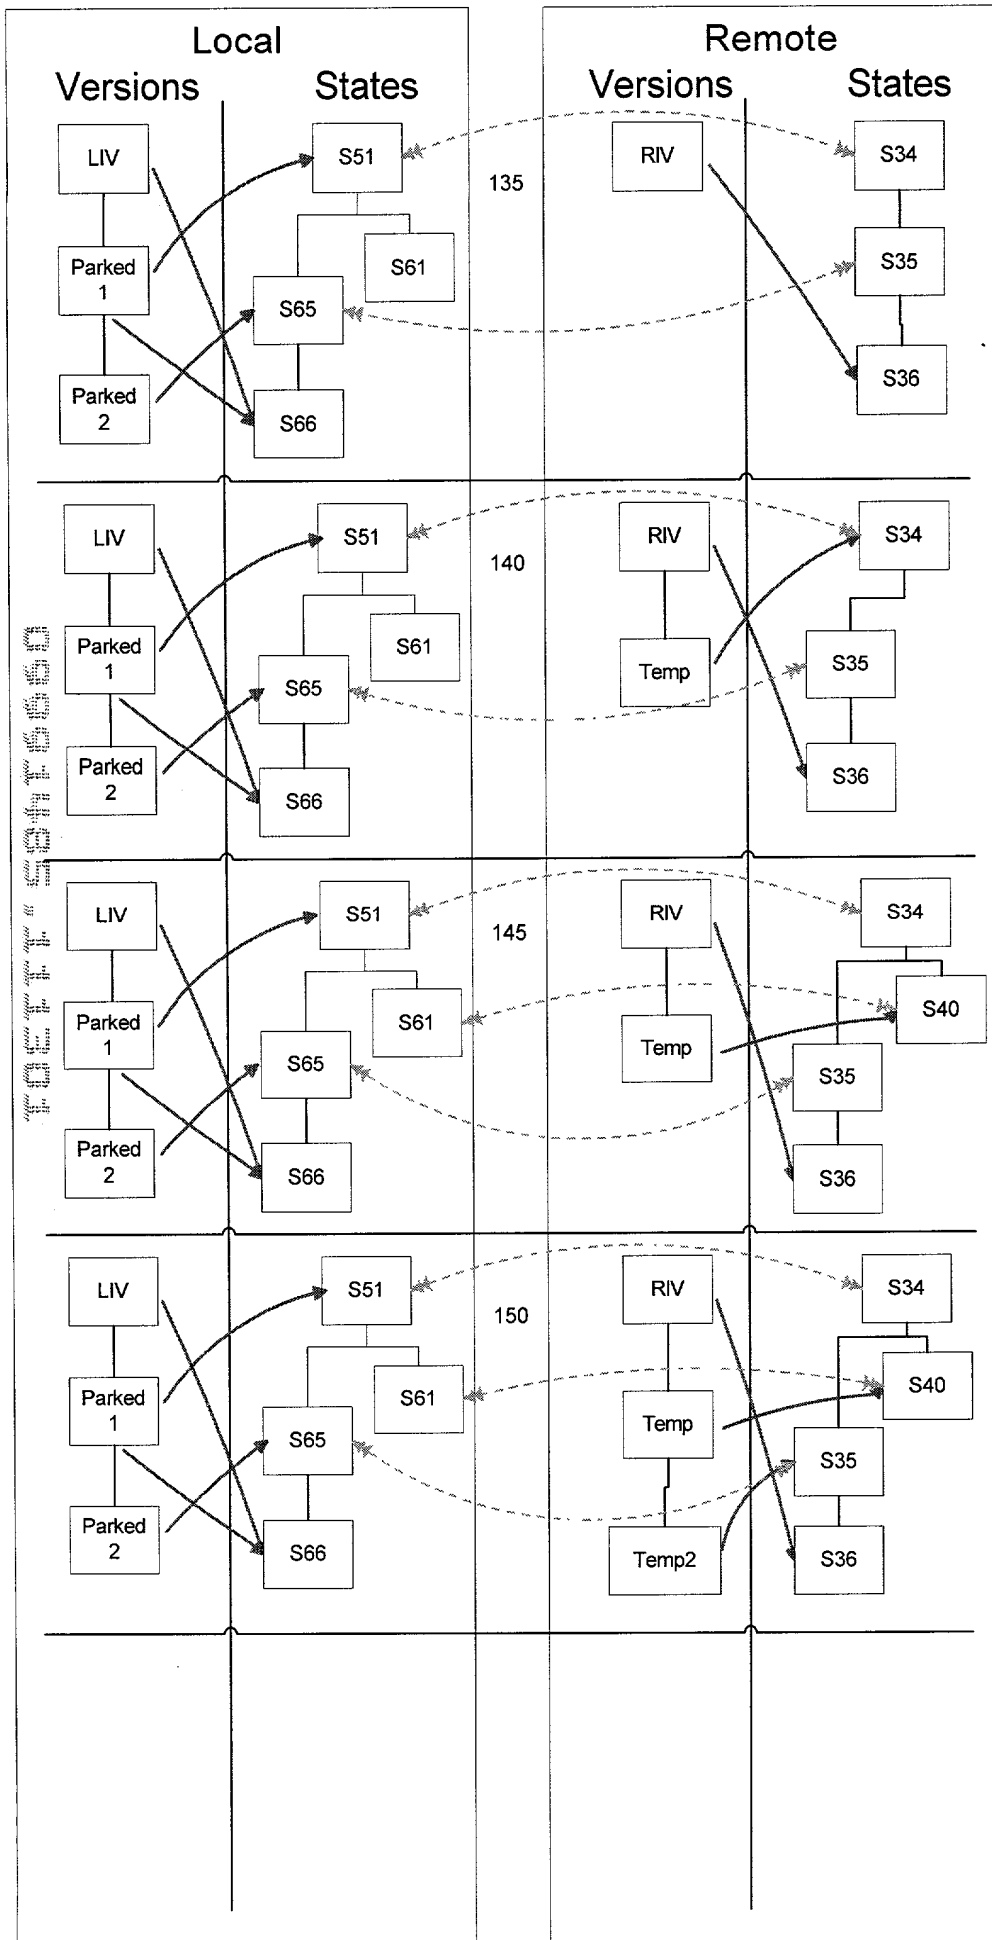 Local
Remote
Versions
States
Versions
States
LIV
S51
RIV
S34
135
Parked
1
S61
S35
S65
Parked
2
S66
S36
LIV
S51
RIV
S34
140
Parked
1
S61
Temp
S35
S65
Parked
2
S66
S36
LIV
S51
RIV
S34
145
Parked
1
S61
Temp
S40
S65
S35
Parked
2
S66
S36
LIV
S51
RIV
S34
150
Parked
1
S61
Temp
S40
S65
S35
Parked
2
S66
Temp2
S36